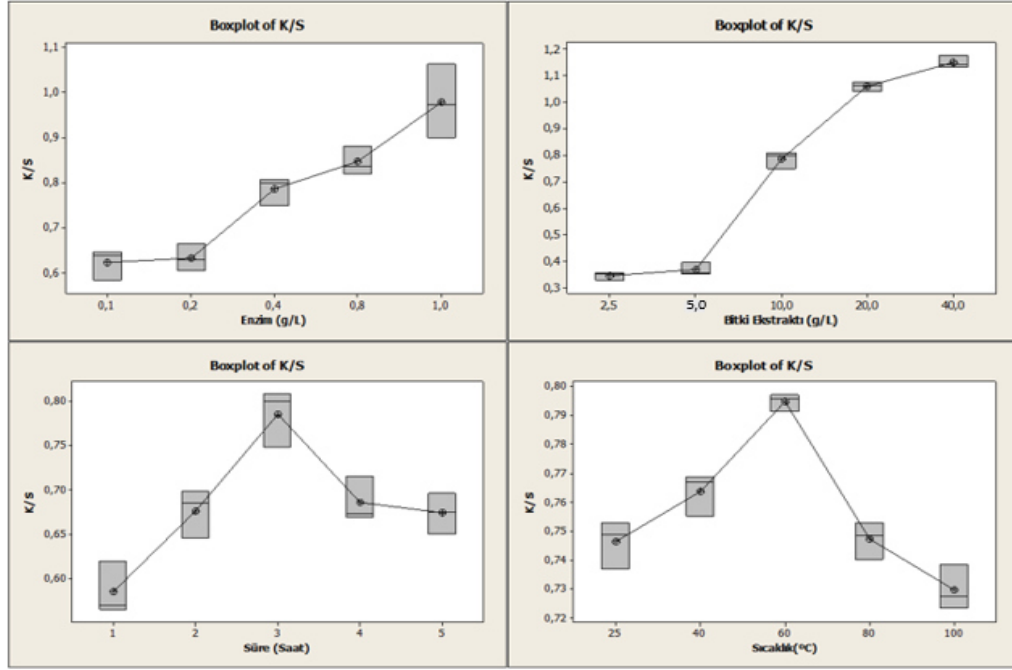 Boxplot of K/S
1,1
1,0
0,9
0,8
0,7
0,6
K/S
0,1 0,2 0,4 0,8 1,0
Enzim (g/L)
Boxplot of K/S
1,2
1,1
1,0
0,9
0,8
0,7
0,6
0,5
0,4
0,3
K/S
2,5 5,0 10,0 20,0 40,0
Bitki Ekstraktı (g/L)
Boxplot of K/S
0,80
0,75
0,70
0,65
0,60
K/S
1 2 3 4 5
Süre (Saat)
Boxplot of K/S
0,80
0,79
0,78
0,77
0,76
0,75
0,74
0,73
0,72
K/S
25 40 60 80 100
Sıcaklık(ºC)